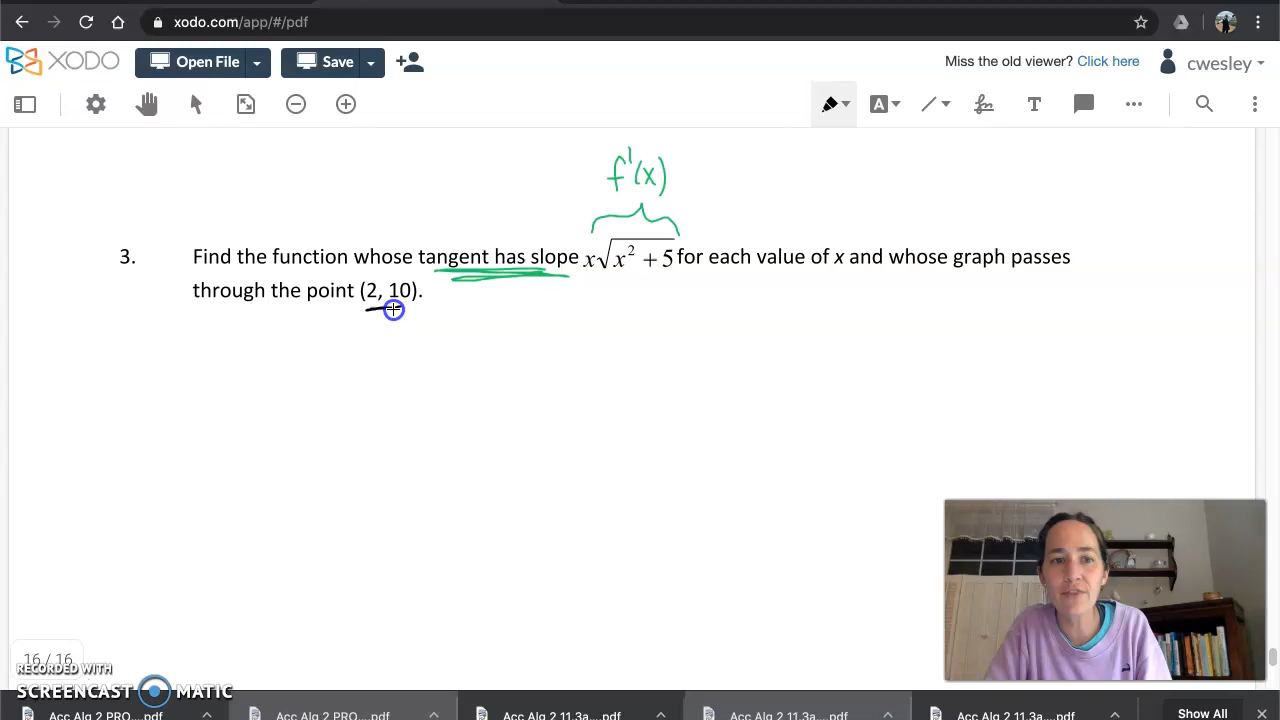 xodo.com/app/#/pdf
XODO Open File Save Missing the old viewer? Click here cwesley
A T
f'(x)
3. Find the function whose tangent has slope x√(x² + 5) for each value of x and whose graph passes
through the point (2, 10).
16 / 16
RECORDED WITH
SCREENCAST MATIC
Acc Alg 2 PRO....pdf Acc Alg 2 PRO....pdf Acc Alg 2 11.3a....pdf Acc Alg 2 11.3a....pdf Acc Alg 2 11.3a....pdf Show All